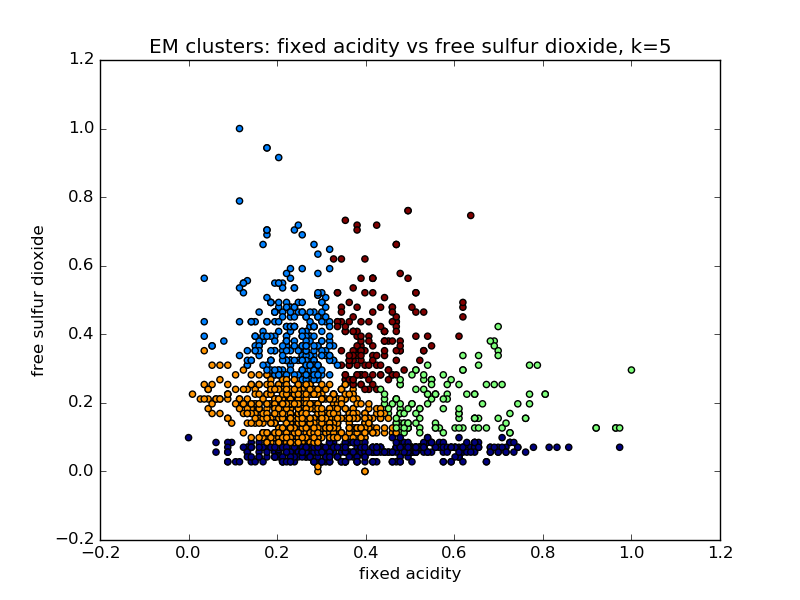 EM clusters: fixed acidity vs free sulfur dioxide, k=5
1.2
1.0
0.8
0.6
0.4
0.2
0.0
−0.2
free sulfur dioxide
−0.2 0.0 0.2 0.4 0.6 0.8 1.0 1.2
fixed acidity